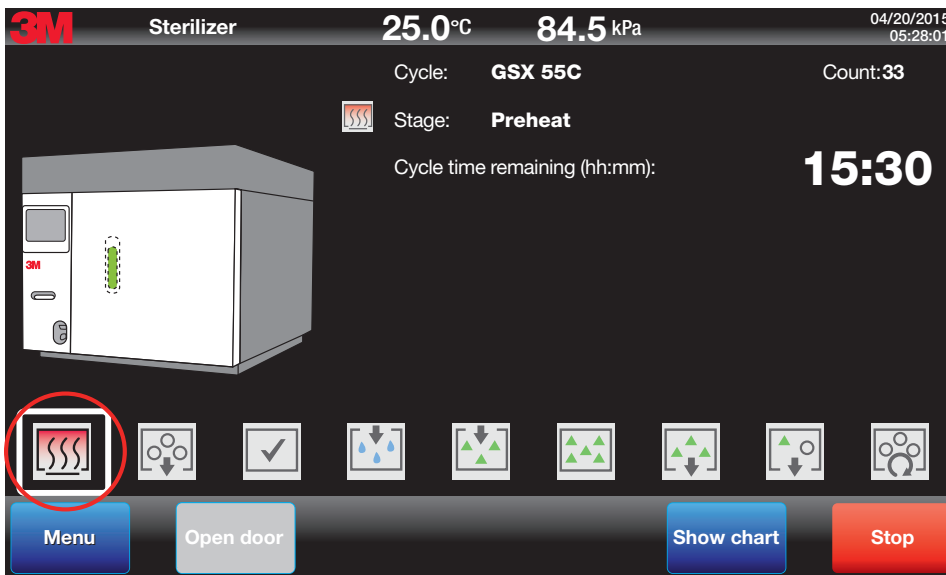 3M Sterilizer 25.0°C 84.5 kPa 04/20/2015
05:28:01
Cycle: GSX 55C Count:33
Stage: Preheat
Cycle time remaining (hh:mm): 15:30
3M
Menu Open door Show chart Stop